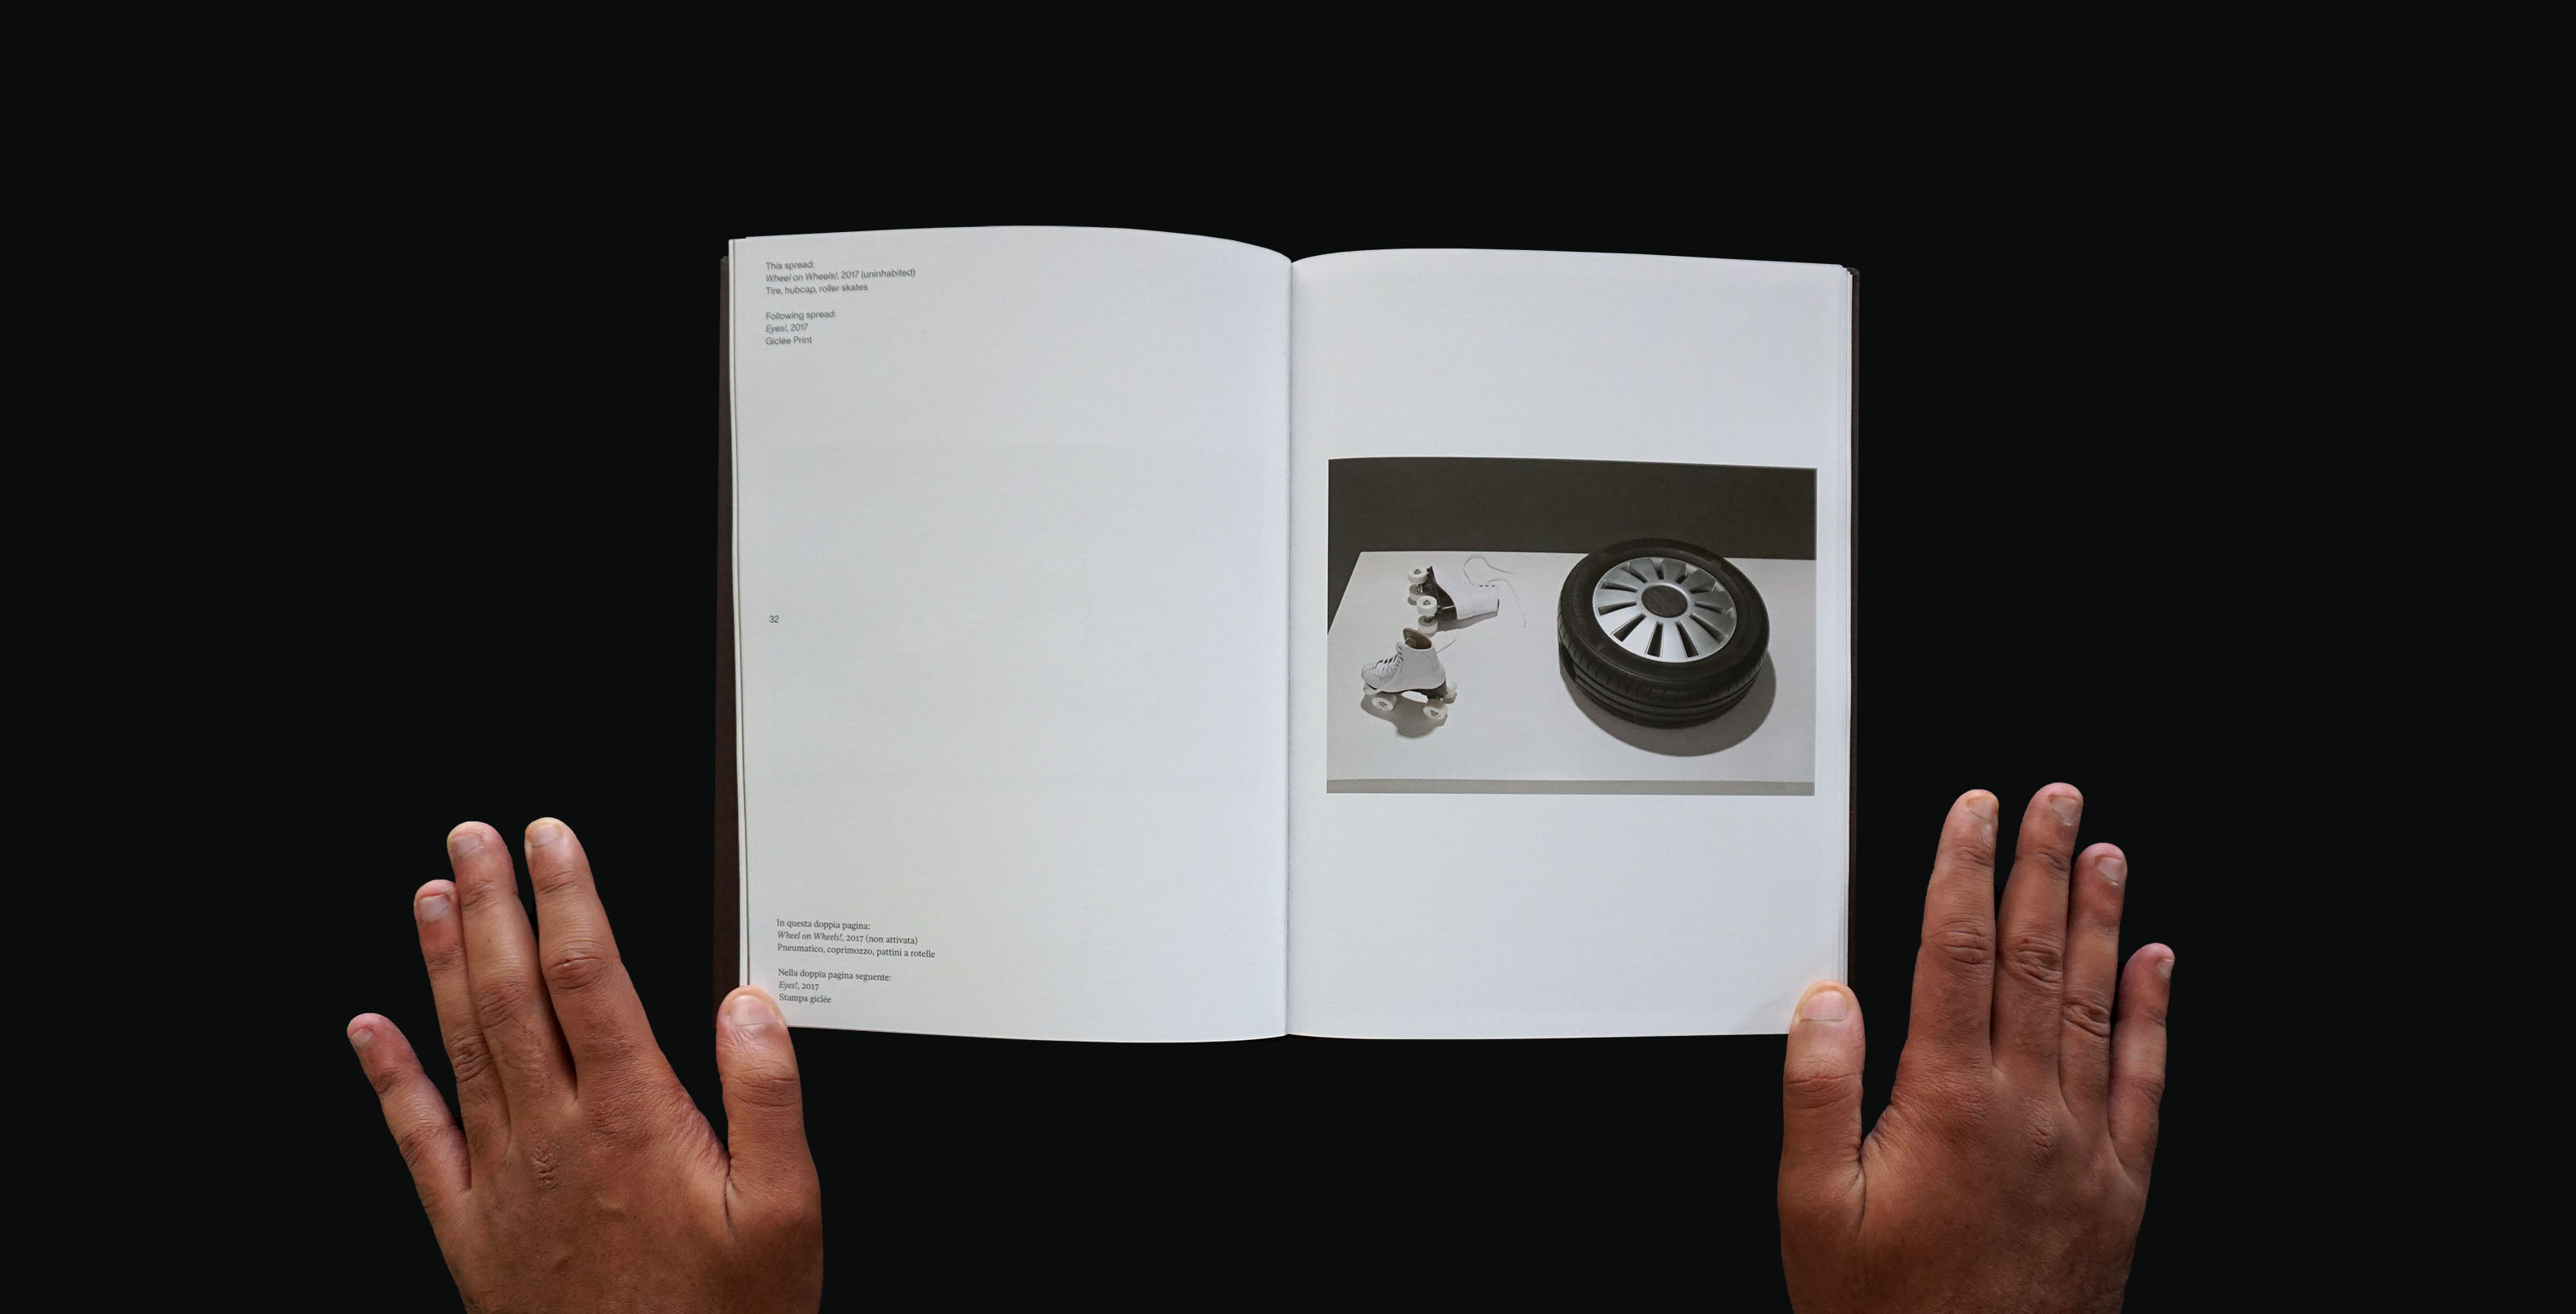 This spread:
Wheel on Wheels!, 2017 (uninhabited)
Tire, hubcap, roller skates
Following spread:
Eyes!, 2017
Giclée Print
32
In questa doppia pagina:
Wheel on Wheels!, 2017 (non attivata)
Pneumatico, coprimozzo, pattini a rotelle
Nella doppia pagina seguente:
Eyes!, 2017
Stampa giclée